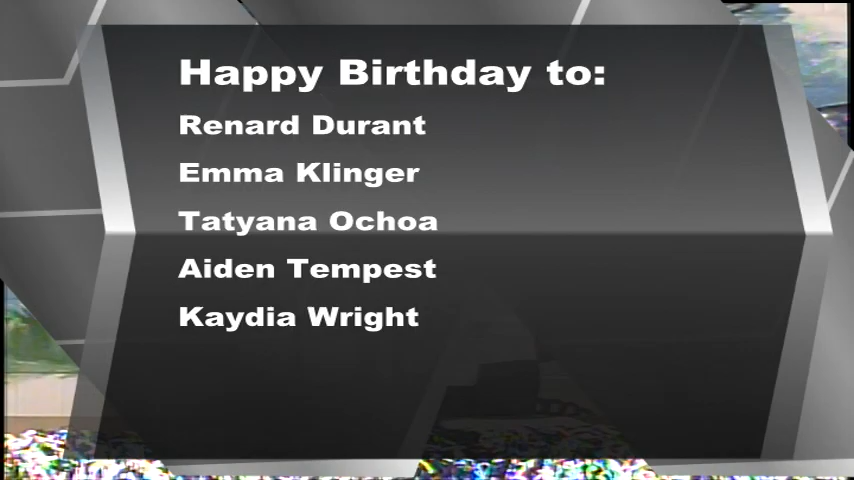 Happy Birthday to:
Renard Durant
Emma Klinger
Tatyana Ochoa
Aiden Tempest
Kaydia Wright